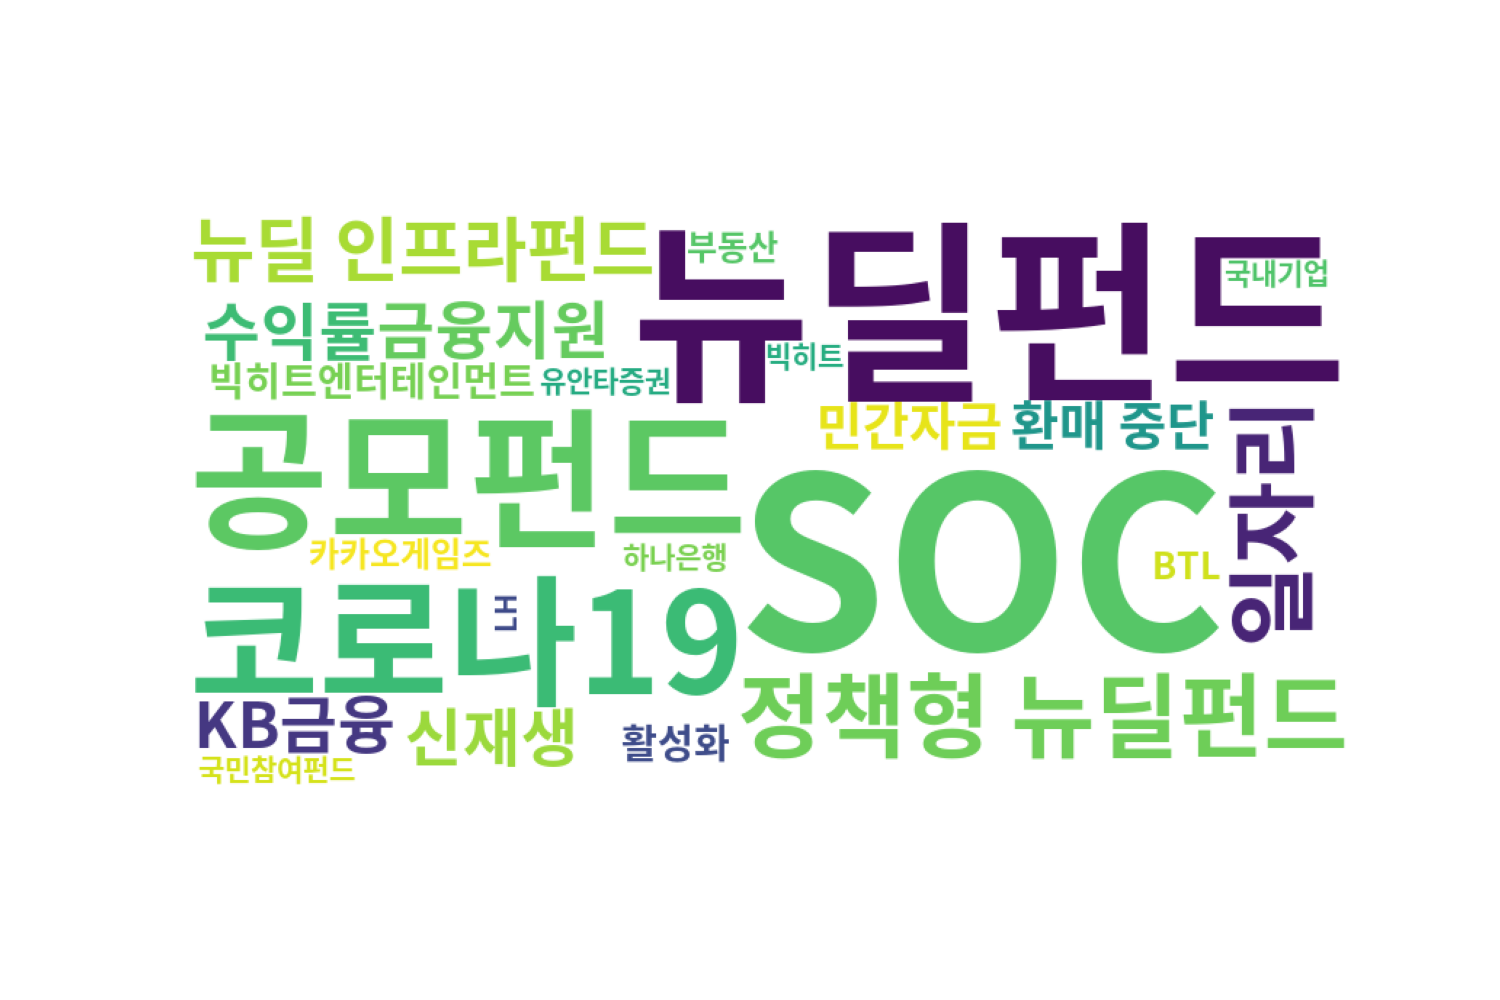 뉴딜 인프라펀드
부동산
뉴딜펀드
국내기업
수익률
금융지원
빅히트
빅히트엔터테인먼트
유안타증권
민간자금
환매 중단
일자리
공모펀드
SOC
카카오게임즈
하나은행
BTL
코로나19
LH
KB금융
신재생
활성화
정책형 뉴딜펀드
국민참여펀드